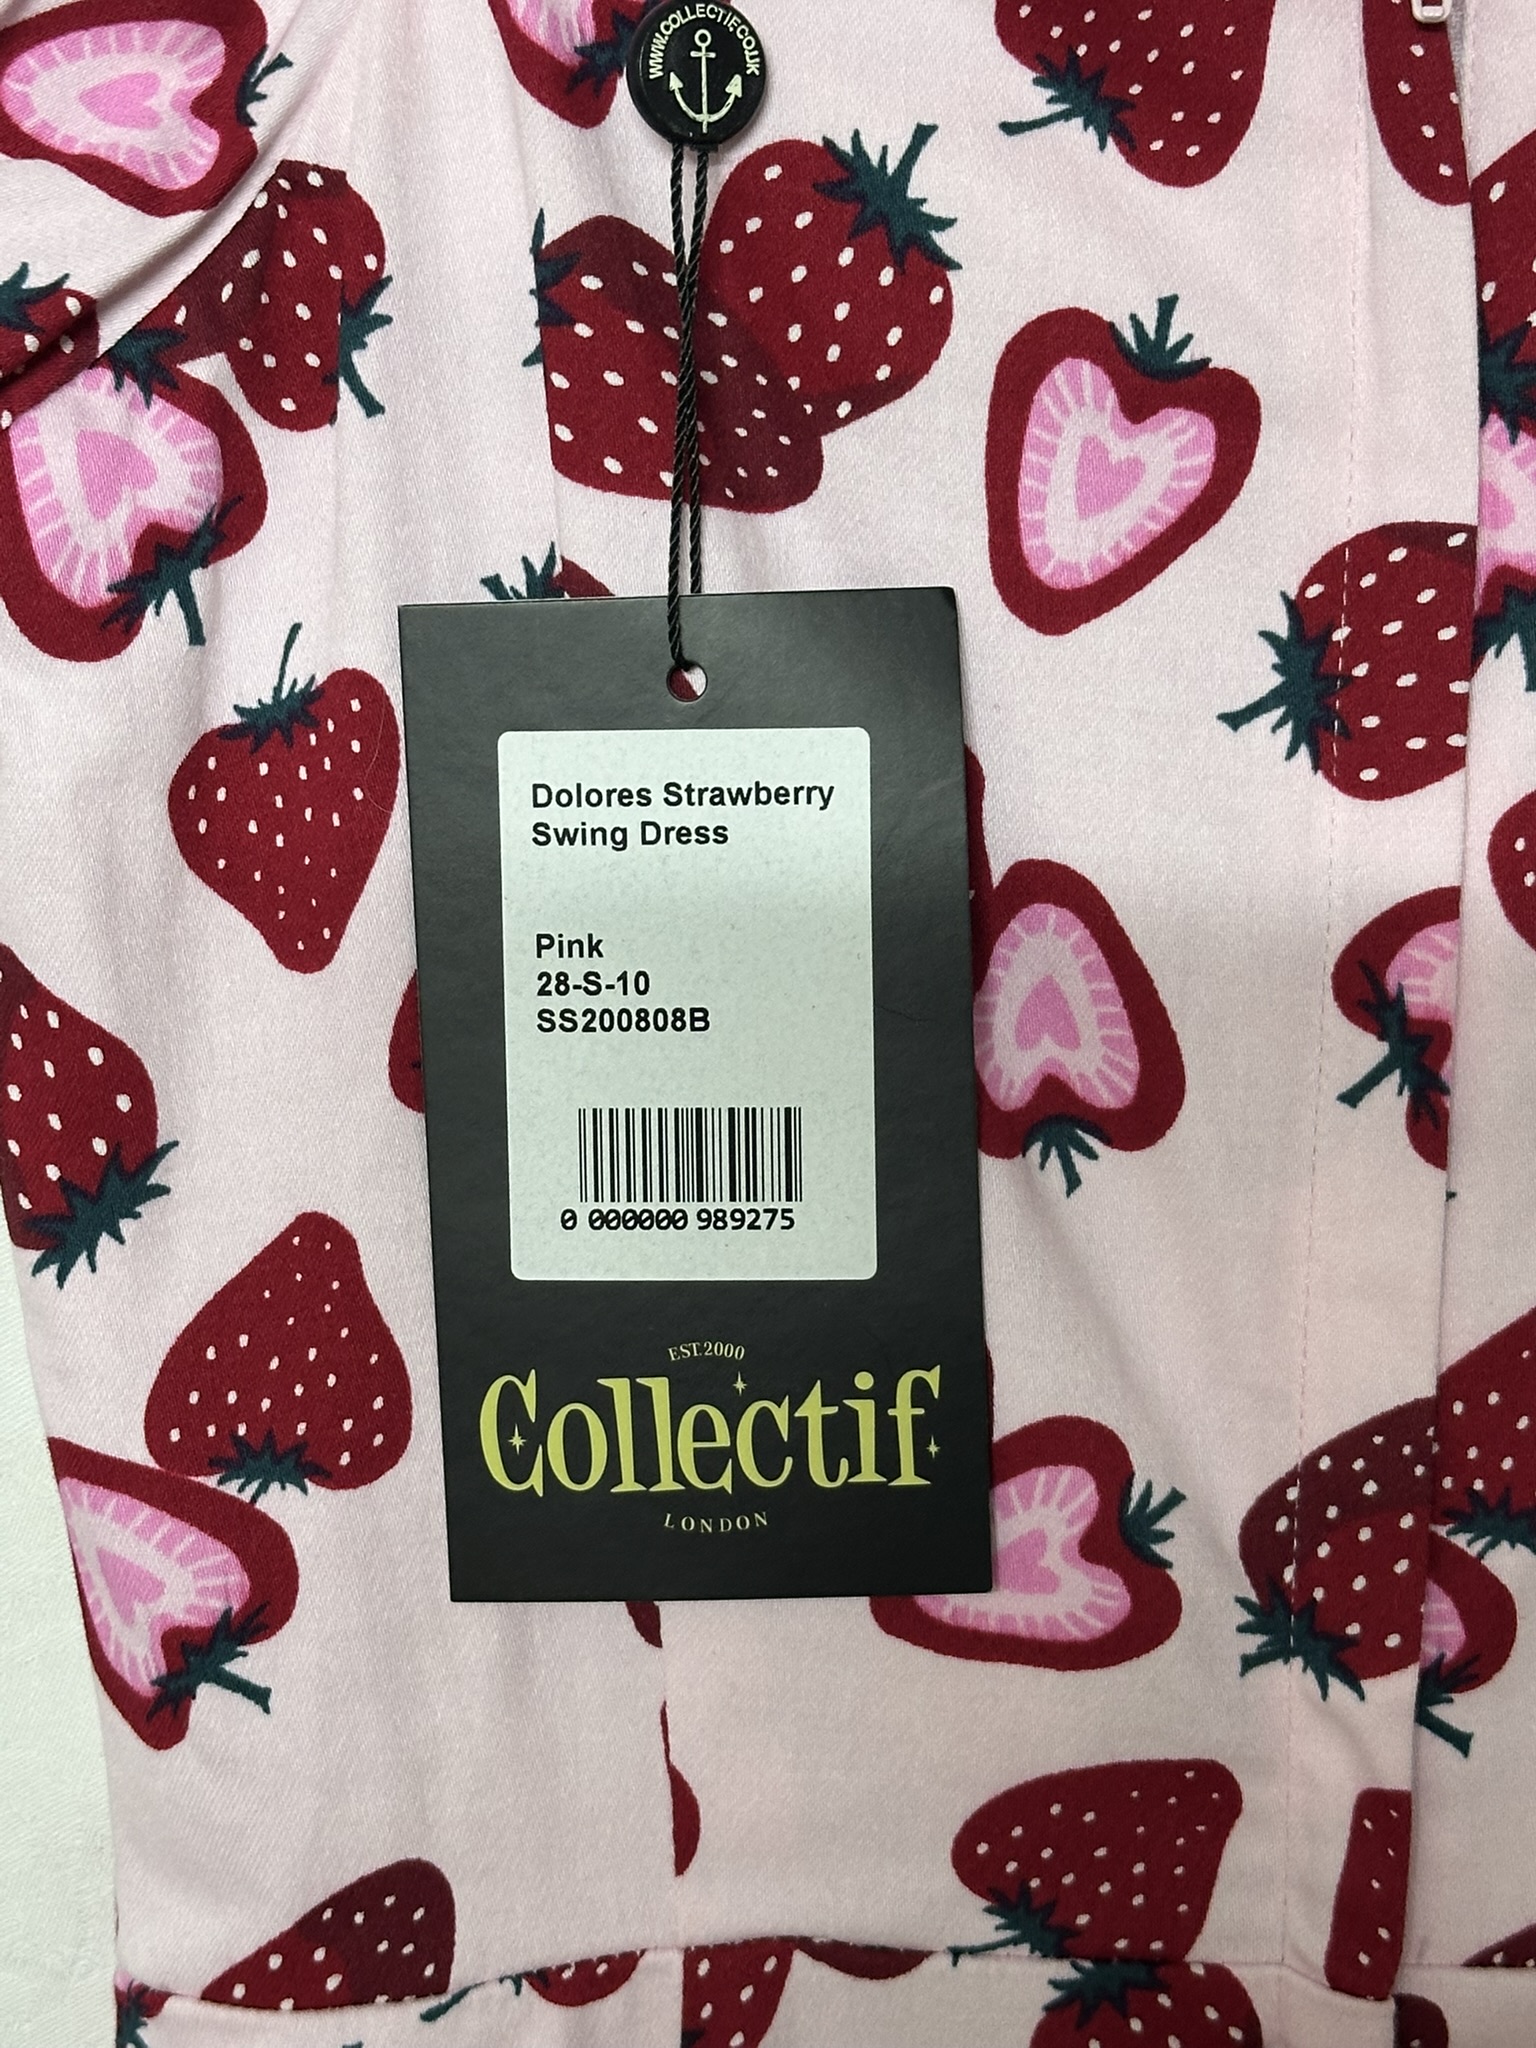 WWW.COLLECTIF.CO.UK
Dolores Strawberry
Swing Dress
Pink
28-S-10
SS200808B
0 000000 989275
EST.2000
Collectif
LONDON